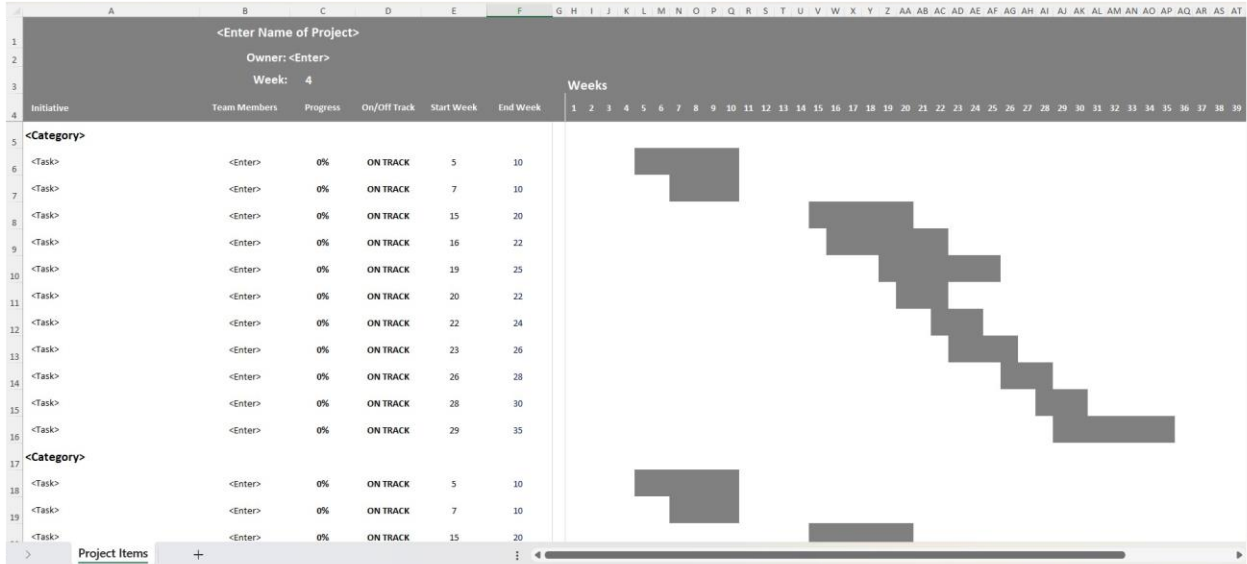 A B C D E F G H I J K L M N O P Q R S T U V W X Y Z AA AB AC AD AE AF AG AH AI AJ AK AL AM AN AO AP AQ AR AS AT
1 <Enter Name of Project>
2 Owner: <Enter>
3 Week: 4 Weeks
4 Initiative Team Members Progress On/Off Track Start Week End Week 1 2 3 4 5 6 7 8 9 10 11 12 13 14 15 16 17 18 19 20 21 22 23 24 25 26 27 28 29 30 31 32 33 34 35 36 37 38 39
5 <Category>
6 <Task> <Enter> 0% ON TRACK 5 10
7 <Task> <Enter> 0% ON TRACK 7 10
8 <Task> <Enter> 0% ON TRACK 15 20
9 <Task> <Enter> 0% ON TRACK 16 22
10 <Task> <Enter> 0% ON TRACK 19 25
11 <Task> <Enter> 0% ON TRACK 20 22
12 <Task> <Enter> 0% ON TRACK 22 24
13 <Task> <Enter> 0% ON TRACK 23 26
14 <Task> <Enter> 0% ON TRACK 26 28
15 <Task> <Enter> 0% ON TRACK 28 30
16 <Task> <Enter> 0% ON TRACK 29 35
17 <Category>
18 <Task> <Enter> 0% ON TRACK 5 10
19 <Task> <Enter> 0% ON TRACK 7 10
<Task> <Enter> 0% ON TRACK 15 20
Project Items